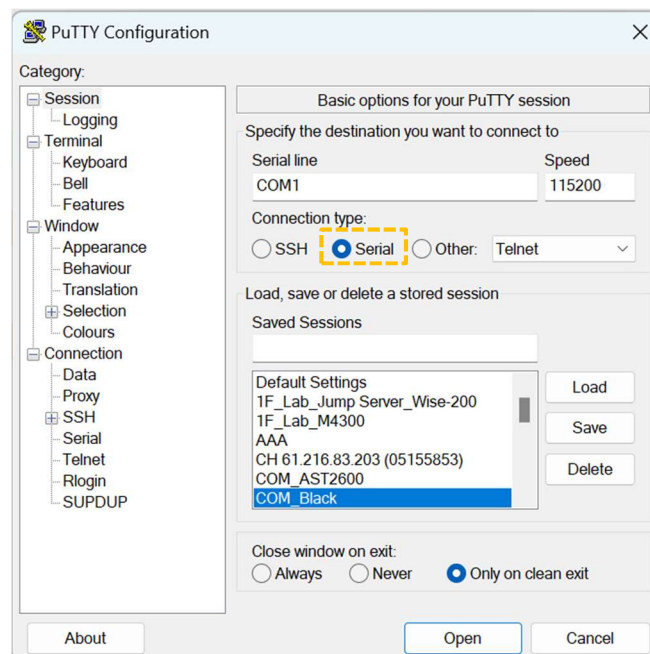 PuTTY Configuration
Category:
Session
Logging
Terminal
Keyboard
Bell
Features
Window
Appearance
Behaviour
Translation
Selection
Colours
Connection
Data
Proxy
SSH
Serial
Telnet
Rlogin
SUPDUP
Basic options for your PuTTY session
Specify the destination you want to connect to
Serial line Speed
COM1 115200
Connection type:
SSH Serial Other: Telnet
Load, save or delete a stored session
Saved Sessions
Default Settings
1F_Lab_Jump Server_Wise-200
1F_Lab_M4300
AAA
CH 61.216.83.203 (05155853)
COM_AST2600
COM_Black
Load
Save
Delete
Close window on exit:
Always Never Only on clean exit
About Open Cancel